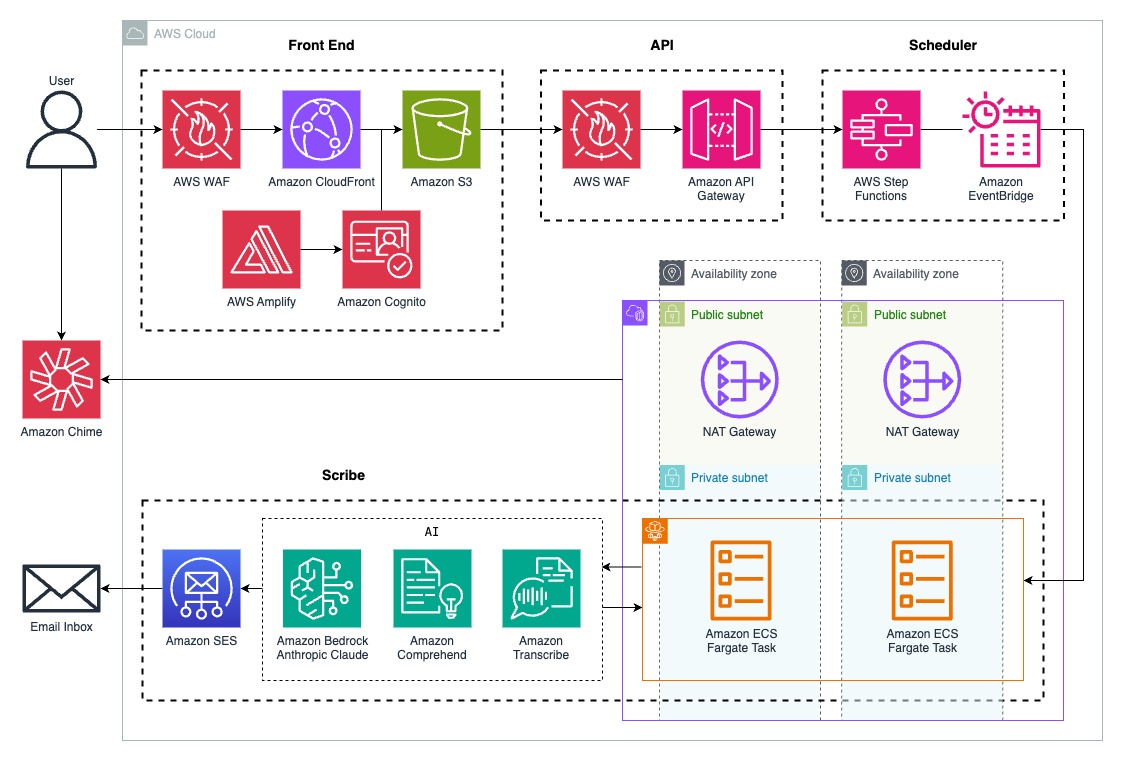 AWS Cloud
Front End
API
Scheduler
User
AWS WAF
Amazon CloudFront
Amazon S3
AWS WAF
Amazon API
Gateway
AWS Step
Functions
Amazon
EventBridge
AWS Amplify
Amazon Cognito
Availability zone
Availability zone
Public subnet
Public subnet
NAT Gateway
NAT Gateway
Amazon Chime
Private subnet
Private subnet
Scribe
AI
Amazon SES
Amazon Bedrock
Anthropic Claude
Amazon
Comprehend
Amazon
Transcribe
Amazon ECS
Fargate Task
Amazon ECS
Fargate Task
Email Inbox